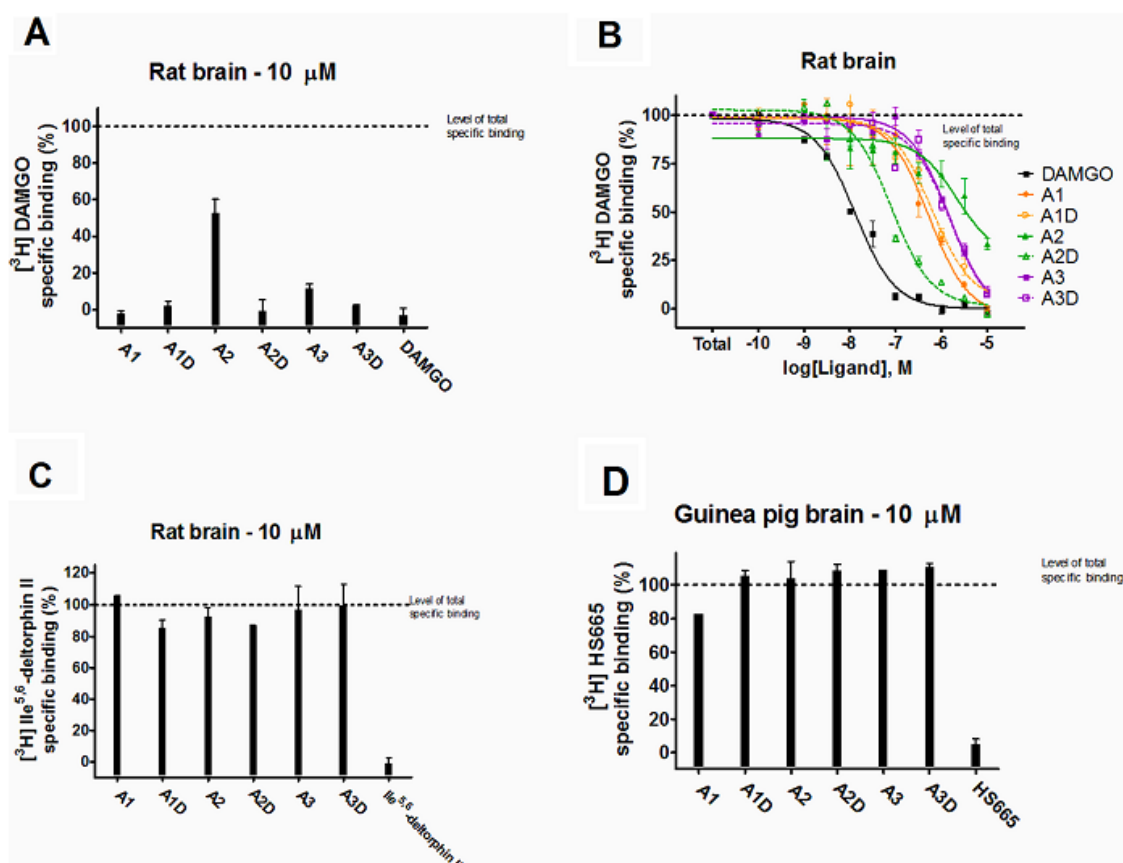 A
Rat brain - 10 μM
[³H] DAMGO
specific binding (%)
100
80
60
40
20
0
Level of total
specific binding
A1
A1D
A2
A2D
A3
A3D
DAMGO
B
Rat brain
[³H] DAMGO
specific binding (%)
100
75
50
25
0
Level of total
specific binding
Total -10 -9 -8 -7 -6 -5
log[Ligand], M
DAMGO
A1
A1D
A2
A2D
A3
A3D
C
Rat brain - 10 μM
[³H] Ile⁵,⁶-deltorphin II
specific binding (%)
120
100
80
60
40
20
0
Level of total
specific binding
A1
A1D
A2
A2D
A3
A3D
Ile⁵,⁶-deltorphin
D
Guinea pig brain - 10 μM
[³H] HS665
specific binding (%)
100
80
60
40
20
0
Level of total
specific binding
A1
A1D
A2
A2D
A3
A3D
HS665